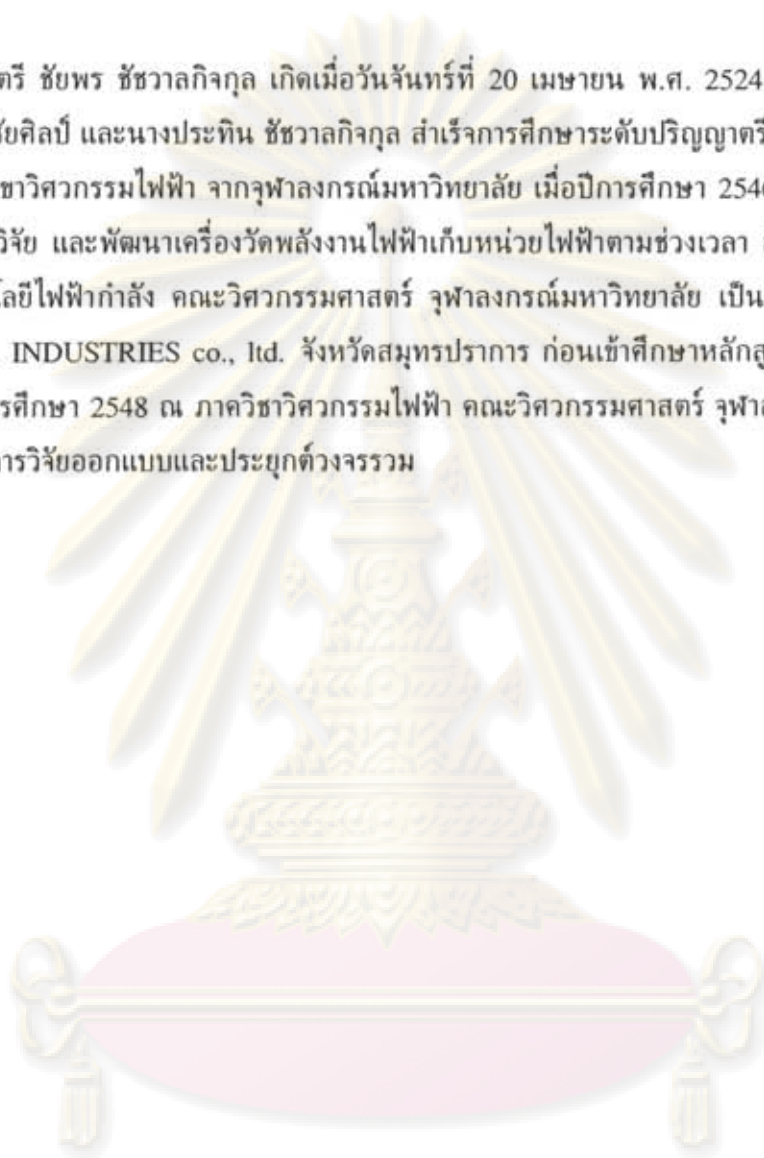 ตรี ชัยพร ชัชวาลกิจกุล เกิดเมื่อวันจันทร์ที่ 20 เมษายน พ.ศ. 2524
ชัยศิลป์ และนางประทิน ชัชวาลกิจกุล สำเร็จการศึกษาระดับปริญญาตรี
ขาวิศวกรรมไฟฟ้า จากจุฬาลงกรณ์มหาวิทยาลัย เมื่อปีการศึกษา 2546
วิจัย และพัฒนาเครื่องวัดพลังงานไฟฟ้าเก็บหน่วยไฟฟ้าตามช่วงเวลา
โลยีไฟฟ้ากำลัง คณะวิศวกรรมศาสตร์ จุฬาลงกรณ์มหาวิทยาลัย เป็น
INDUSTRIES co., ltd. จังหวัดสมุทรปราการ ก่อนเข้าศึกษาหลักสู
รศึกษา 2548 ณ ภาควิชาวิศวกรรมไฟฟ้า คณะวิศวกรรมศาสตร์ จุฬาล
การวิจัยออกแบบและประยุกต์วงจรรวม